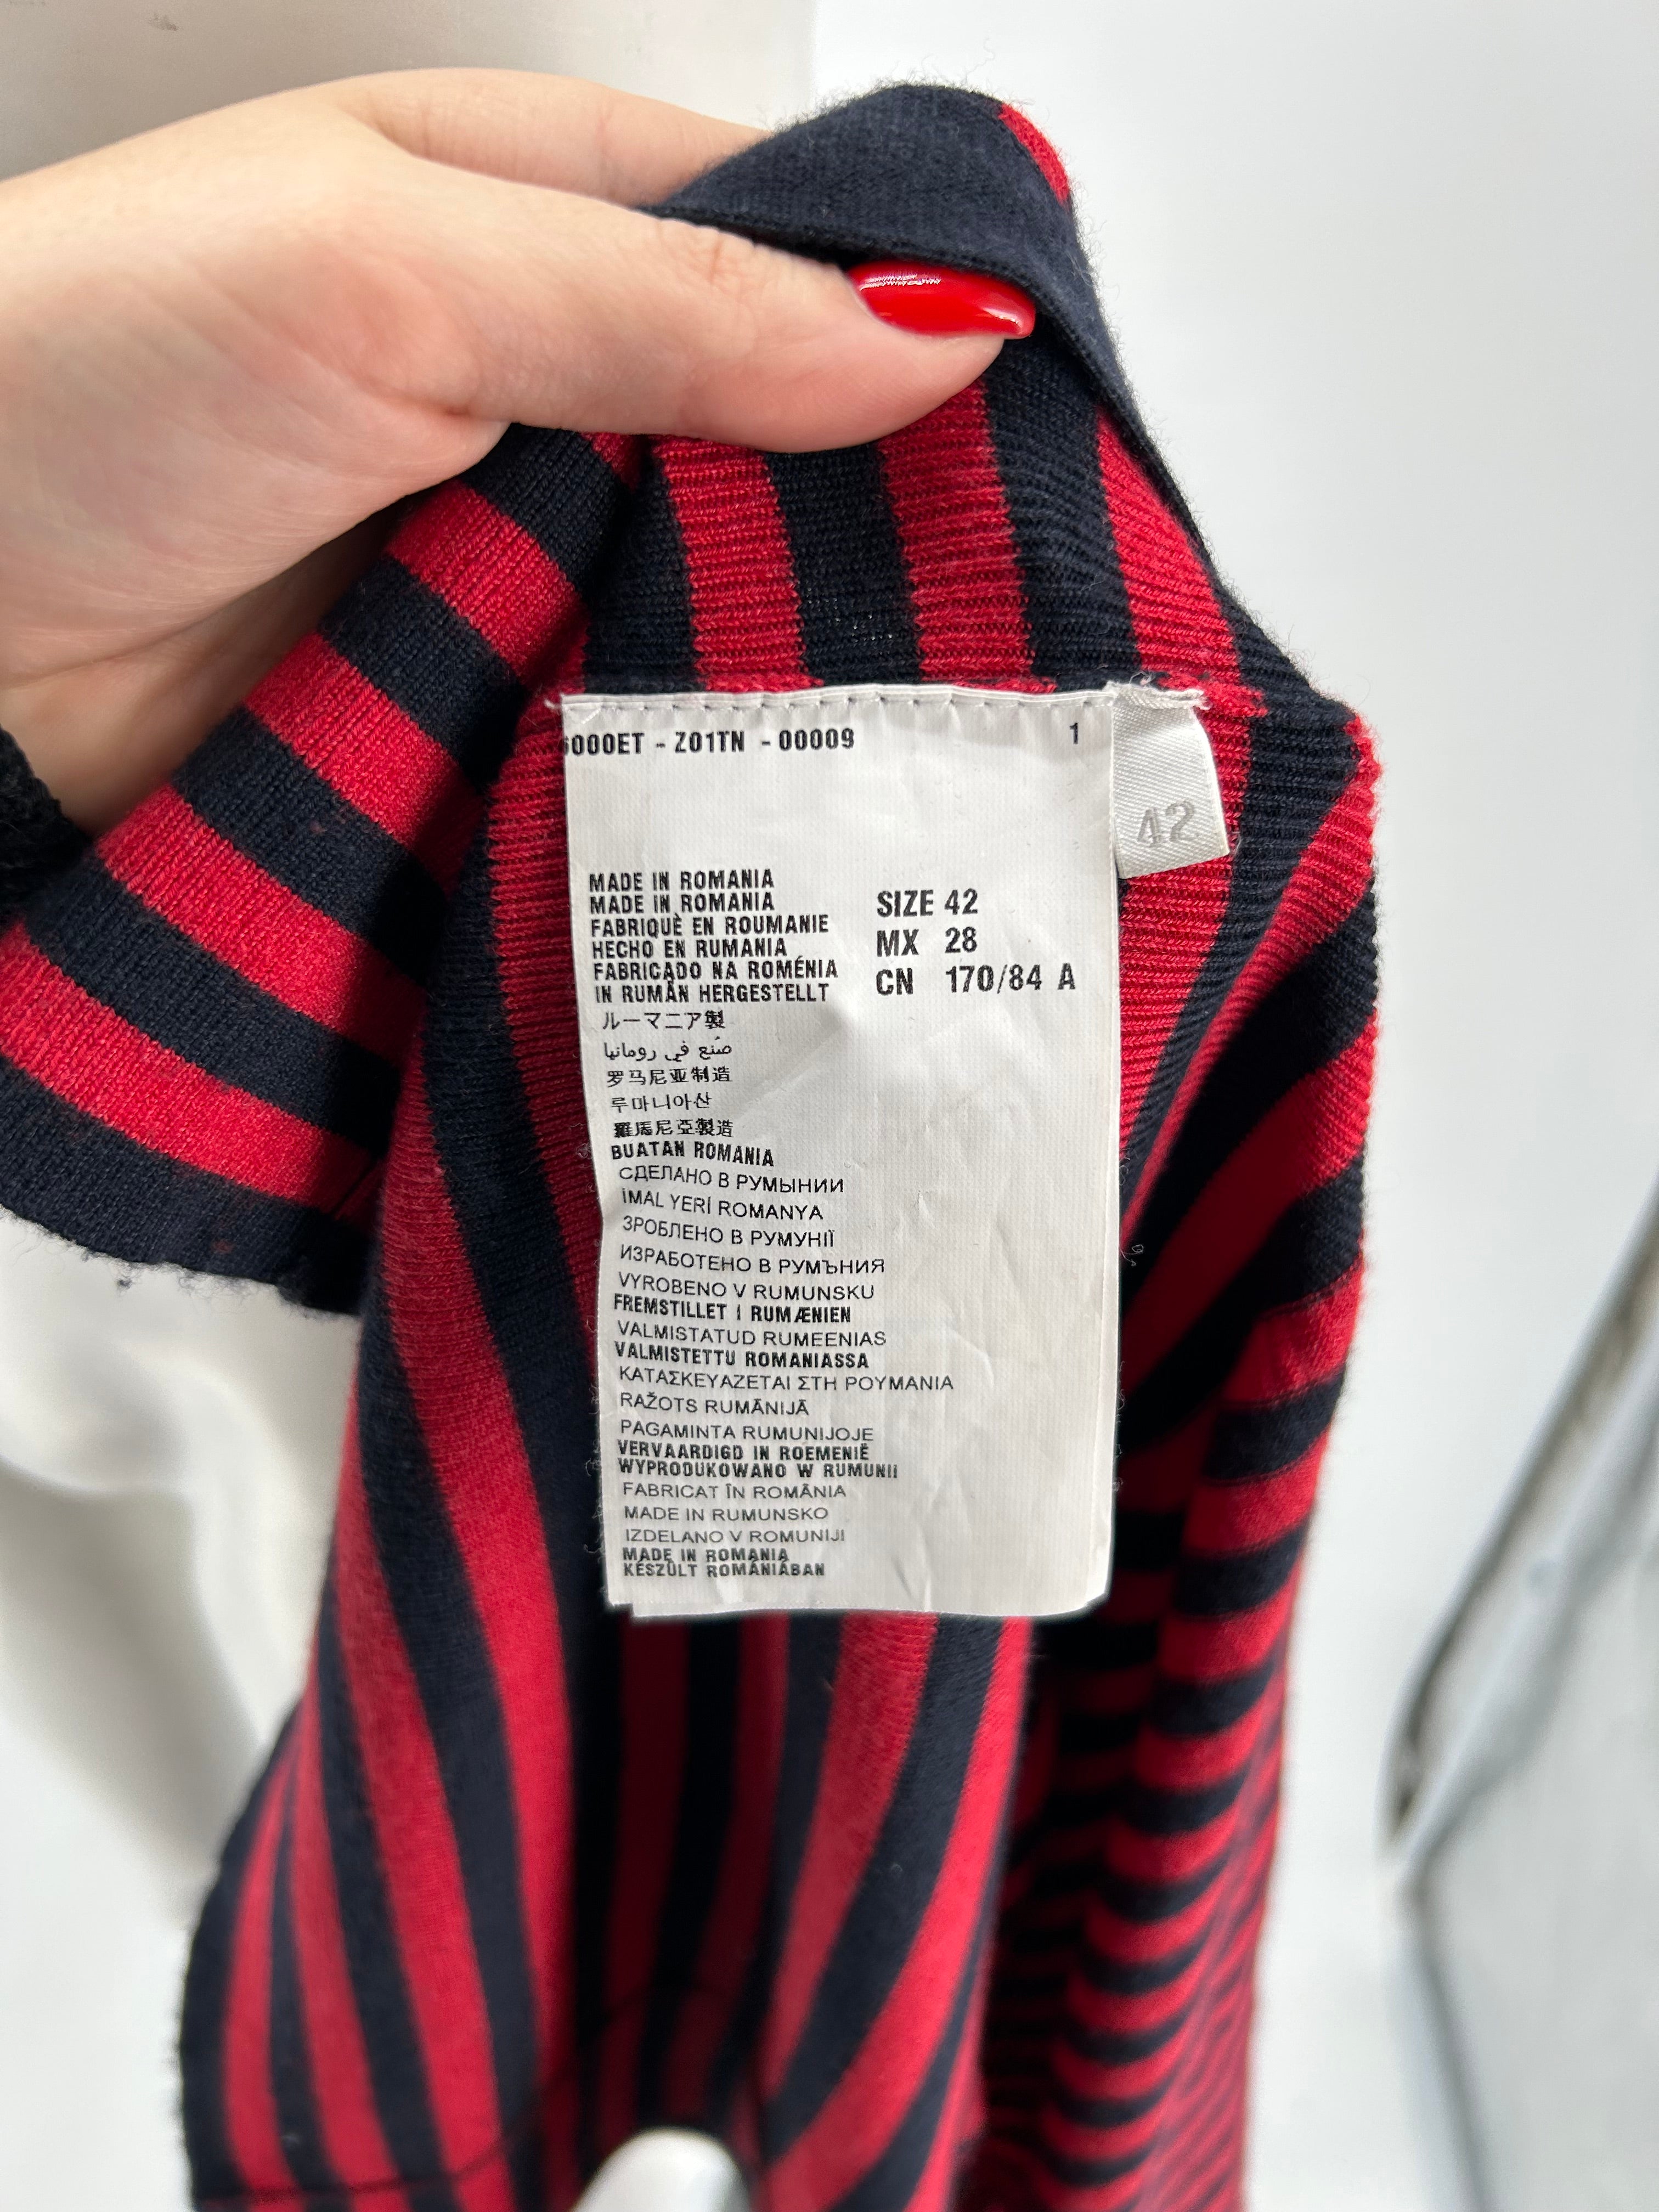 6000ET - Z01TN - 00009 1
42
MADE IN ROMANIA
MADE IN ROMANIA
FABRIQUÈ EN ROUMANIE
HECHO EN RUMANIA
FABRICADO NA ROMÉNIA
IN RUMÄN HERGESTELLT
SIZE 42
MX 28
CN 170/84 A
ルーマニア製
صُنع في رومانيا
罗马尼亚制造
루마니아산
羅馬尼亞製造
BUATAN ROMANIA
СДЕЛАНО В РУМЫНИИ
İMAL YERİ ROMANYA
ЗРОБЛЕНО В РУМУНІЇ
ИЗРАБОТЕНО В РУМЪНИЯ
VYROBENO V RUMUNSKU
FREMSTILLET I RUMÆNIEN
VALMISTATUD RUMEENIAS
VALMISTETTU ROMANIASSA
ΚΑΤΑΣΚΕΥΑΖΕΤΑΙ ΣΤΗ ΡΟΥΜΑΝΙΑ
RAŽOTS RUMĀNIJĀ
PAGAMINTA RUMUNIJOJE
VERVAARDIGD IN ROEMENIË
WYPRODUKOWANO W RUMUNII
FABRICAT ÎN ROMÂNIA
MADE IN RUMUNSKO
IZDELANO V ROMUNIJI
MADE IN ROMANIA
KÉSZÜLT ROMÁNIÁBAN